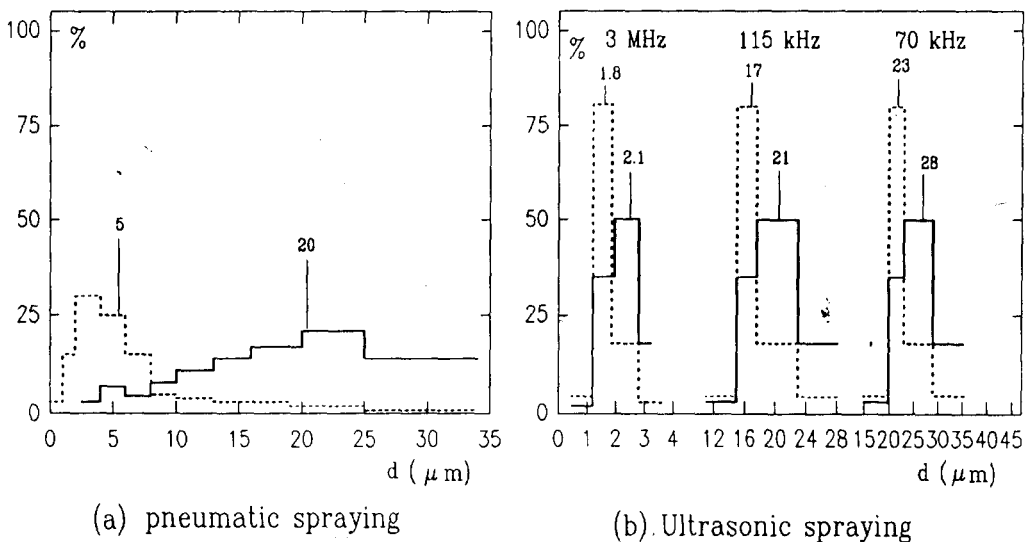 100
%
75
50
25
0
5
20
0 5 10 15 20 25 30 35
d ( μm)
(a) pneumatic spraying
100
% 3 MHz 115 kHz 70 kHz
1.8 17 23
75
2.1 21 28
50
25
0
0 1 2 3 4 12 16 20 24 28 15 20 25 30 35 40 45
d (μm)
(b) Ultrasonic spraying